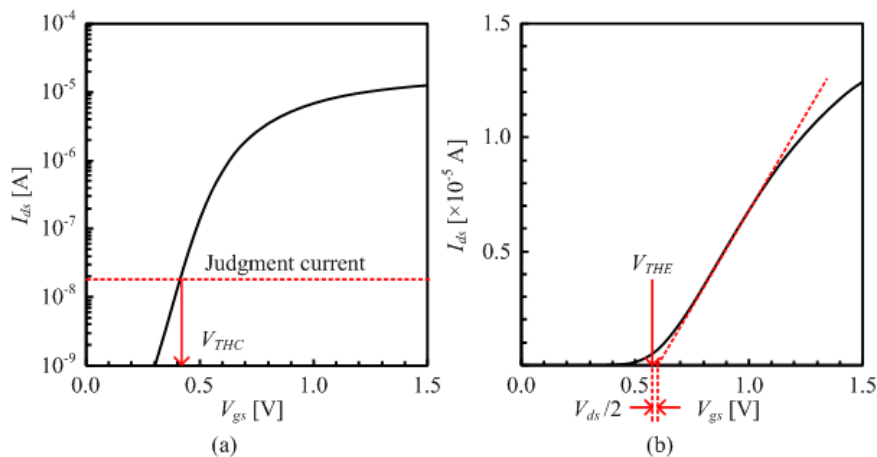 10⁻⁴
10⁻⁵
10⁻⁶
10⁻⁷
10⁻⁸
10⁻⁹
I_ds [A]
Judgment current
V_THC
0.0 0.5 1.0 1.5
V_gs [V]
(a)
1.5
1.0
0.5
I_ds [×10⁻⁵ A]
V_THE
0.0 0.5 1.0 1.5
V_ds/2
V_gs [V]
(b)